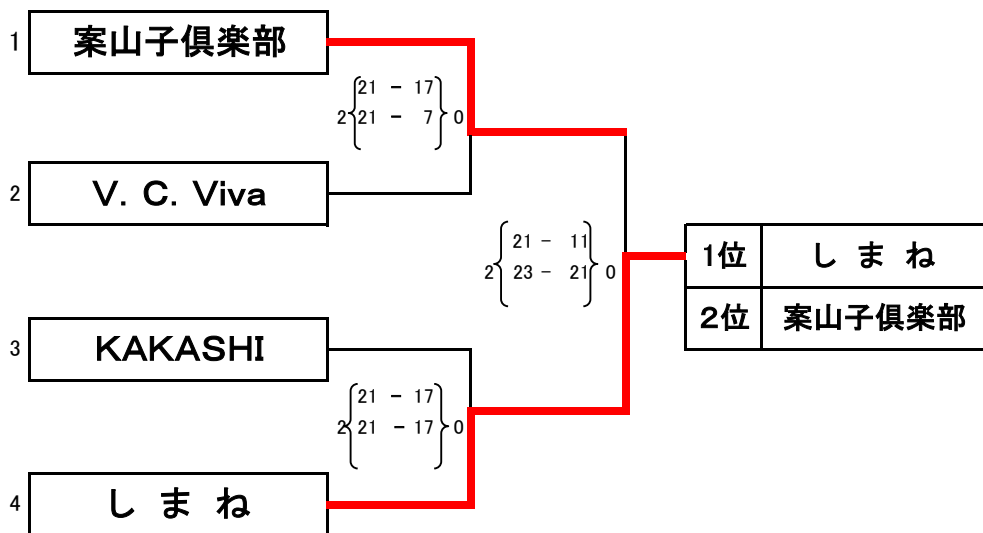 1 案山子倶楽部
2 { 21 - 17
21 - 7 } 0
2 V. C. Viva
2 { 21 - 11
23 - 21 } 0
1位 しまね
2位 案山子倶楽部
3 KAKASHI
2 { 21 - 17
21 - 17 } 0
4 しまね